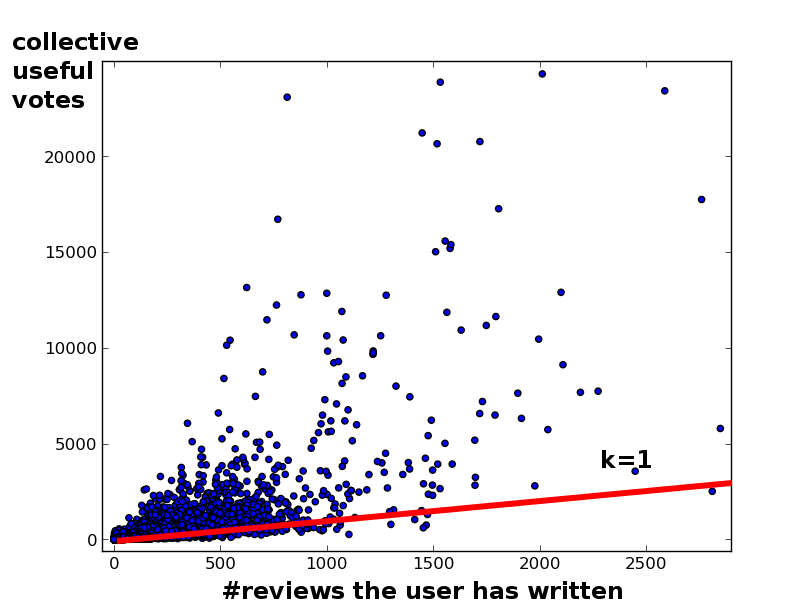 collective
useful
votes
20000
15000
10000
5000
k=1
0
0 500 1000 1500 2000 2500
#reviews the user has written